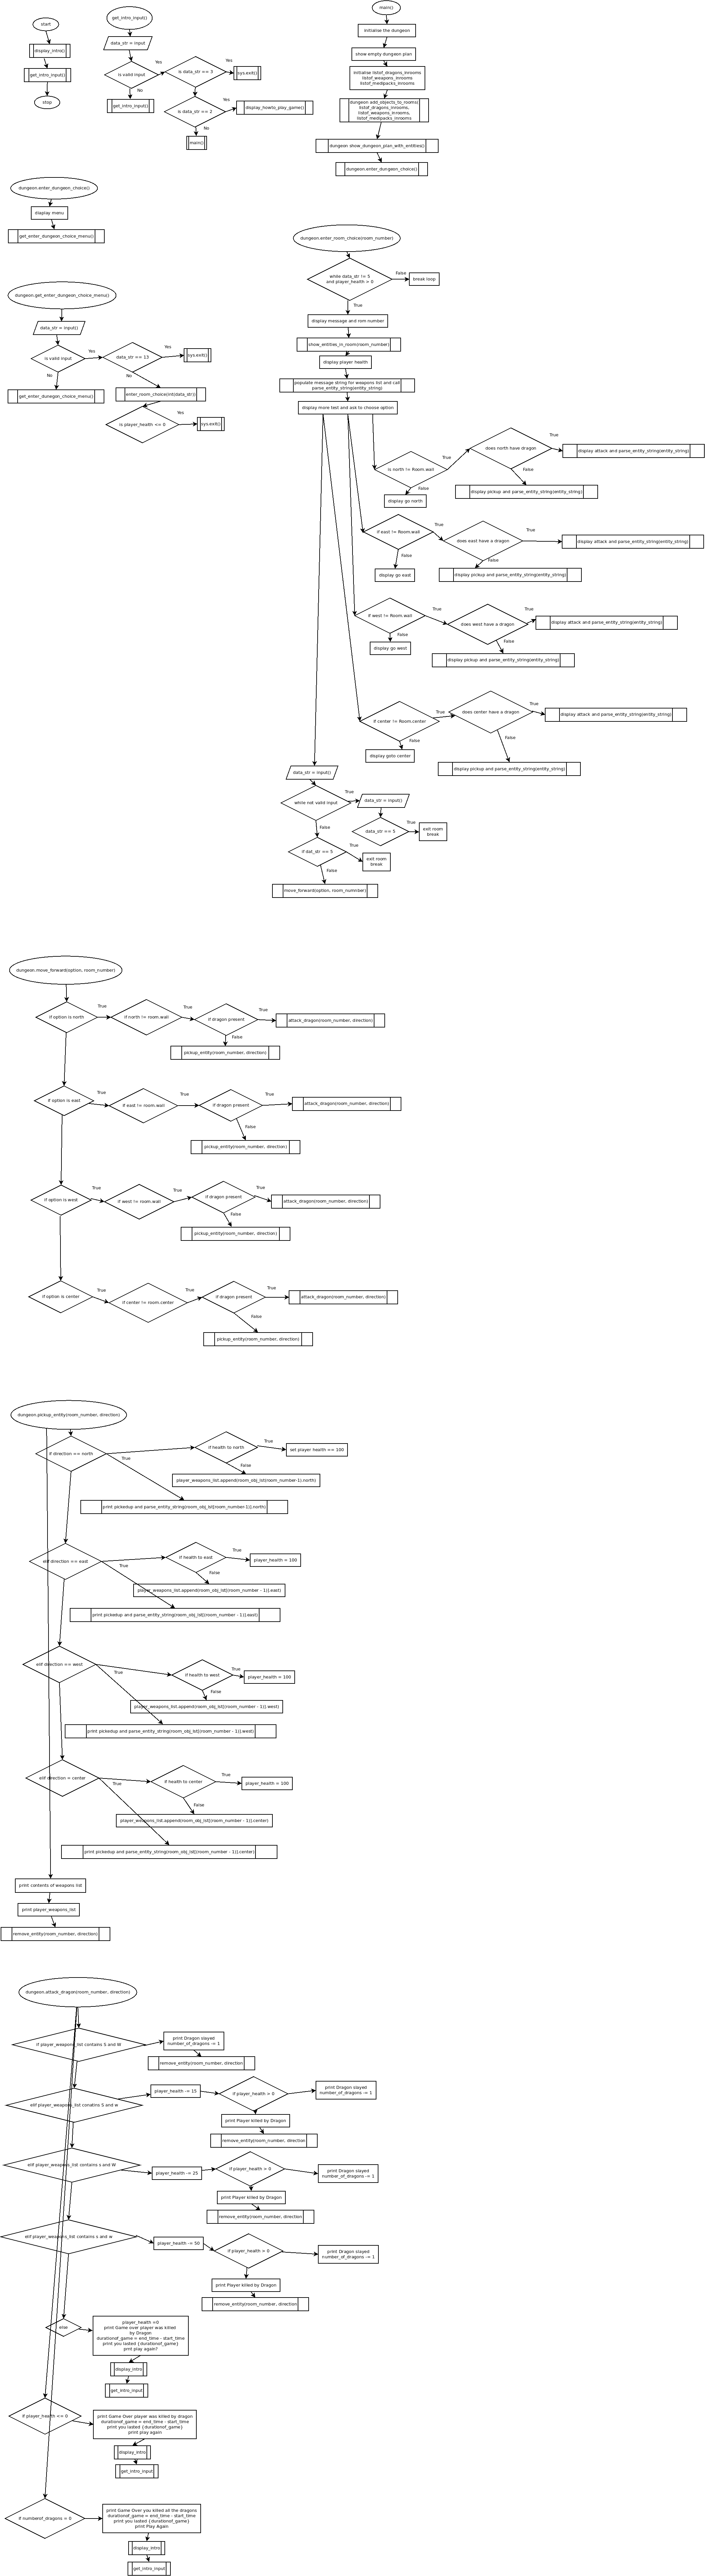 start
display_intro()
get_intro_input()
stop
get_intro_input()
data_str = input
is valid input
Yes
No
get_intro_input()
is data_str == 3
Yes
sys.exit()
is data_str == 2
Yes
display_howto_play_game()
No
main()
main()
Initialise the dungeon
show empty dungeon plan
initialise listof_dragons_inrooms
listof_weapons_inrooms
listof_medipacks_inrooms
dungeon add_objects_to_rooms(
listof_dragons_inrooms,
listof_weapons_inrooms,
listof_medipacks_inrooms
dungeon show_dungeon_plan_with_entities()
dungeon.enter_dungeon_choice()
dungeon.enter_dungeon_choice()
display menu
get_enter_dungeon_choice_menu()
dungeon.get_enter_dungeon_choice_menu()
data_str = input()
is valid input
Yes
No
get_enter_dunegon_choice_menu()
data_str == 13
Yes
sys.exit()
No
enter_room_choice(int(data_str))
is player_health <= 0
Yes
sys.exit()
dungeon.enter_room_choice(room_number)
while data_str != 5
and player_health > 0
False
break loop
True
display message and rom number
show_entities_in_room(room_number)
display player health
populate message string for weapons list and call
parse_entity_string(entity_string)
display more test and ask to choose option
is north != Room.wall
True
does north have dragon
True
display attack and parse_entity_string(entity_string)
False
display pickup and parse_entity_string(entity_string)
False
display go north
if east != Room.wall
True
does east have a dragon
True
display attack and parse_entity_string(entity_string)
False
display pickup and parse_entity_string(entity_string)
False
display go east
if west != Room.wall
True
does west have a dragon
True
display attack and parse_entity_string(entity_string)
False
display pickup and parse_entity_string(entity_string)
False
display go west
if center != Room.center
True
does center have a dragon
True
display attack and parse_entity_string(entity_string)
False
display pickup and parse_entity_string(entity_string)
False
display goto center
data_str = input()
while not valid input
True
data_str = input()
data_str == 5
True
exit room
break
False
if dat_str == 5
True
exit room
break
False
move_forward(option, room_numnber)
dungeon.move_forward(option, room_number)
if option is north
True
if north != room.wall
True
if dragon present
True
attack_dragon(room_number, direction)
False
pickup_entity(room_number, direction)
if option is east
True
if east != room.wall
True
if dragon present
True
attack_dragon(room_number, direction)
False
pickup_entity(room_number, direction)
if option is west
True
if west != room.wall
True
if dragon present
True
attack_dragon(room_number, direction)
False
pickup_entity(room_number, direction)
if option is center
True
if center != room.center
True
if dragon present
True
attack_dragon(room_number, direction)
False
pickup_entity(room_number, direction)
dungeon.pickup_entity(room_number, direction)
if direction == north
True
if health to north
True
set player health == 100
False
player_weapons_list.append(room_obj_lst(room_number-1).north)
print pickedup and parse_entity_string(room_obj_lst[(room_number-1)].north)
elif direction == east
True
if health to east
True
player_health = 100
False
player_weapons_list.append(room_obj_lst[(room_number - 1)].east)
print pickedup and parse_entity_string(room_obj_lst[(room_number - 1)].east)
elif direction == west
True
if health to west
True
player_health = 100
False
player_weapons_list.append(room_obj_lst[(room_number - 1)].west)
print pickedup and parse_entity_string(room_obj_lst[(room_number - 1)].west)
elif direction = center
True
if health to center
True
player_health = 100
False
player_weapons_list.append(room_obj_lst[(room_number - 1)].center)
print pickedup and parse_entity_string(room_obj_lst[(room_number - 1)].center)
print contents of weapons list
print player_weapons_list
remove_entity(room_number, direction)
dungeon.attack_dragon(room_number, direction)
if player_weapons_list contains S and W
print Dragon slayed
number_of_dragons -= 1
remove_entity(room_number, direction
elif player_weapons_list conatins S and w
player_health -= 15
if player_health < 0
print Dragon slayed
number_of_dragons -= 1
print Player killed by Dragon
remove_entity(room_number, direction
elif player_weapons_list contains s and W
player_health -= 25
if player_health < 0
print Dragon slayed
number_of_dragons -= 1
print Player killed by Dragon
remove_entity(room_number, direction
elif player_weapons_list contains s and w
player_health -= 50
if player_health < 0
print Dragon slayed
number_of_dragons -= 1
print Player killed by Dragon
remove_entity(room_number, direction
else
player_health =0
print Game over player was killed
by Dragon
durationof_game = end_time - start_time
print you lasted {durationof_game}
print play again?
display_intro
get_intro_input
if player_health <= 0
print Game Over player was killed by dragon
durationof_game = end_time - start_time
print you lasted {durationof_game}
print play again
display_intro
get_intro_input
if numberof_dragons = 0
print Game Over you killed all the dragons
durationof_game = end_time - start_time
print you lasted {durationof_game}
print Play Again
display_intro
get_intro_input